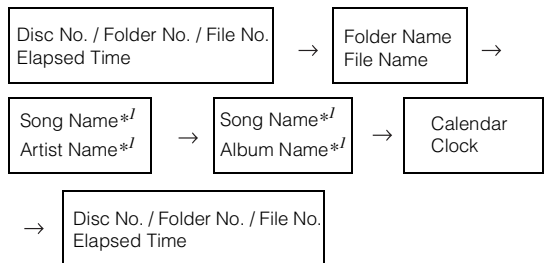 Disc No. / Folder No. / File No.
Elapsed Time
→
Folder Name
File Name
→
Song Name*1
Artist Name*1
→
Song Name*1
Album Name*1
→
Calendar
Clock
→
Disc No. / Folder No. / File No.
Elapsed Time